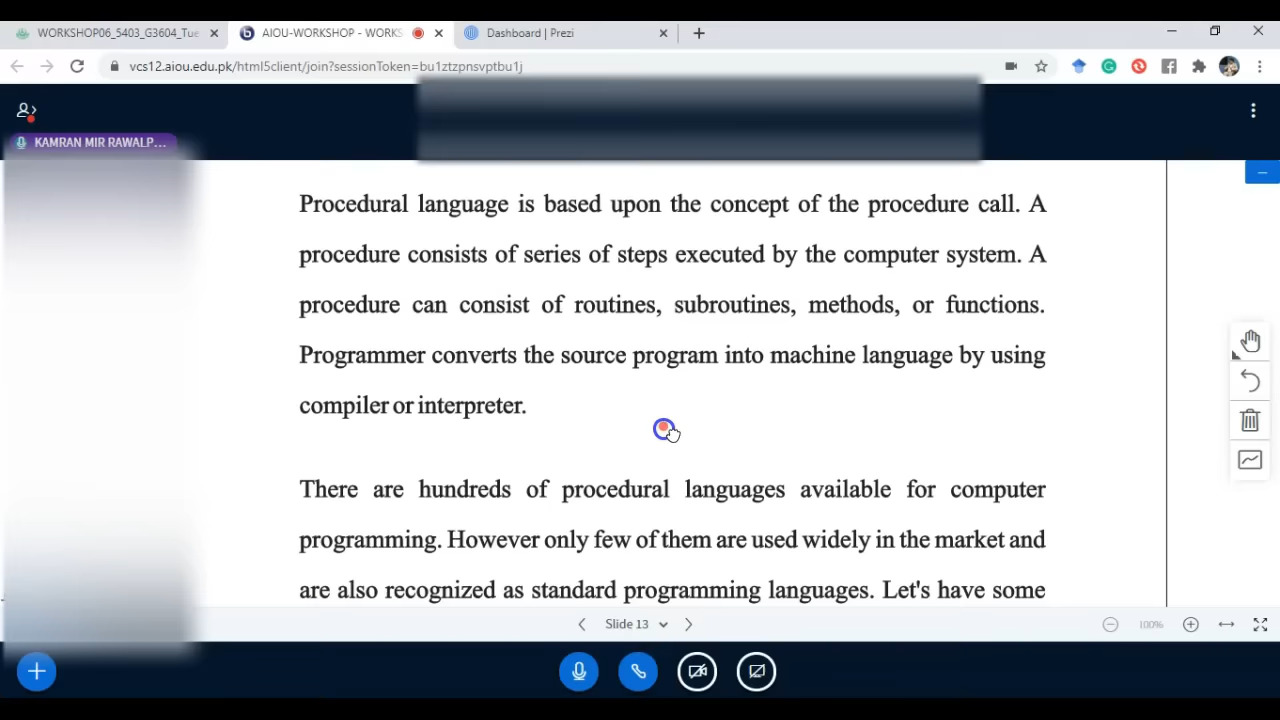 WORKSHOP06_5403_G3604_Tue
AIOU-WORKSHOP - WORKS
Dashboard | Prezi
vcs12.aiou.edu.pk/html5client/join?sessionToken=bu1ztzpnsvptbu1j
KAMRAN MIR RAWALP...
Procedural language is based upon the concept of the procedure call. A
procedure consists of series of steps executed by the computer system. A
procedure can consist of routines, subroutines, methods, or functions.
Programmer converts the source program into machine language by using
compiler or interpreter.
There are hundreds of procedural languages available for computer
programming. However only few of them are used widely in the market and
are also recognized as standard programming languages. Let's have some
Slide 13
100%